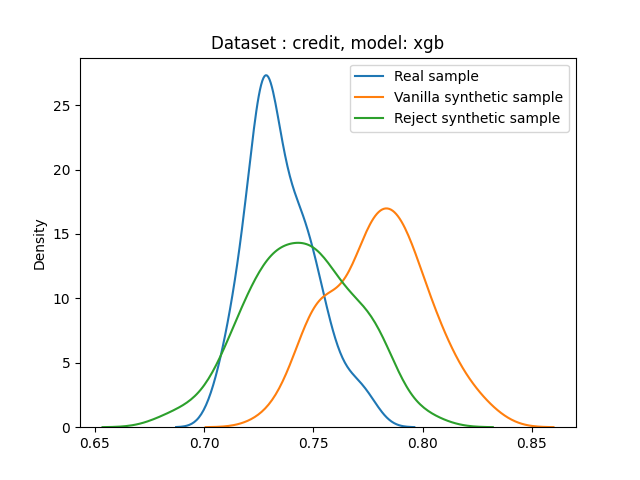 Dataset : credit, model: xgb
Real sample
Vanilla synthetic sample
Reject synthetic sample
Density
25
20
15
10
5
0
0.65 0.70 0.75 0.80 0.85